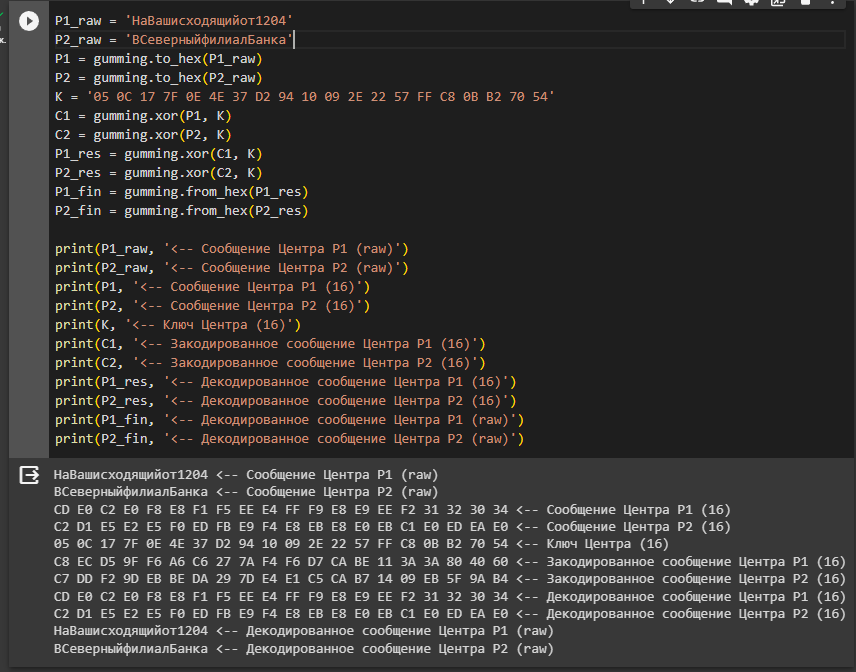 P1_raw = 'НаВашисходящийот1204'
P2_raw = 'ВСеверныйфилиалБанка'
P1 = gumming.to_hex(P1_raw)
P2 = gumming.to_hex(P2_raw)
K = '05 0C 17 7F 0E 4E 37 D2 94 10 09 2E 22 57 FF C8 0B B2 70 54'
C1 = gumming.xor(P1, K)
C2 = gumming.xor(P2, K)
P1_res = gumming.xor(C1, K)
P2_res = gumming.xor(C2, K)
P1_fin = gumming.from_hex(P1_res)
P2_fin = gumming.from_hex(P2_res)
print(P1_raw, '<-- Сообщение Центра P1 (raw)')
print(P2_raw, '<-- Сообщение Центра P2 (raw)')
print(P1, '<-- Сообщение Центра P1 (16)')
print(P2, '<-- Сообщение Центра P2 (16)')
print(K, '<-- Ключ Центра (16)')
print(C1, '<-- Закодированное сообщение Центра P1 (16)')
print(C2, '<-- Закодированное сообщение Центра P2 (16)')
print(P1_res, '<-- Декодированное сообщение Центра P1 (16)')
print(P2_res, '<-- Декодированное сообщение Центра P2 (16)')
print(P1_fin, '<-- Декодированное сообщение Центра P1 (raw)')
print(P2_fin, '<-- Декодированное сообщение Центра P2 (raw)')
НаВашисходящийот1204 <-- Сообщение Центра P1 (raw)
ВСеверныйфилиалБанка <-- Сообщение Центра P2 (raw)
CD E0 C2 E0 F8 E8 F1 F5 EE E4 FF F9 E8 E9 EE F2 31 32 30 34 <-- Сообщение Центра P1 (16)
C2 D1 E5 E2 E5 F0 ED FB E9 F4 E8 EB E8 E0 EB C1 E0 ED EA E0 <-- Сообщение Центра P2 (16)
05 0C 17 7F 0E 4E 37 D2 94 10 09 2E 22 57 FF C8 0B B2 70 54 <-- Ключ Центра (16)
C8 EC D5 9F F6 A6 C6 27 7A F4 F6 D7 CA BE 11 3A 3A 80 40 60 <-- Закодированное сообщение Центра P1 (16)
C7 DD F2 9D EB BE DA 29 7D E4 E1 C5 CA B7 14 09 EB 5F 9A B4 <-- Закодированное сообщение Центра P2 (16)
CD E0 C2 E0 F8 E8 F1 F5 EE E4 FF F9 E8 E9 EE F2 31 32 30 34 <-- Декодированное сообщение Центра P1 (16)
C2 D1 E5 E2 E5 F0 ED FB E9 F4 E8 EB E8 E0 EB C1 E0 ED EA E0 <-- Декодированное сообщение Центра P2 (16)
НаВашисходящийот1204 <-- Декодированное сообщение Центра P1 (raw)
ВСеверныйфилиалБанка <-- Декодированное сообщение Центра P2 (raw)